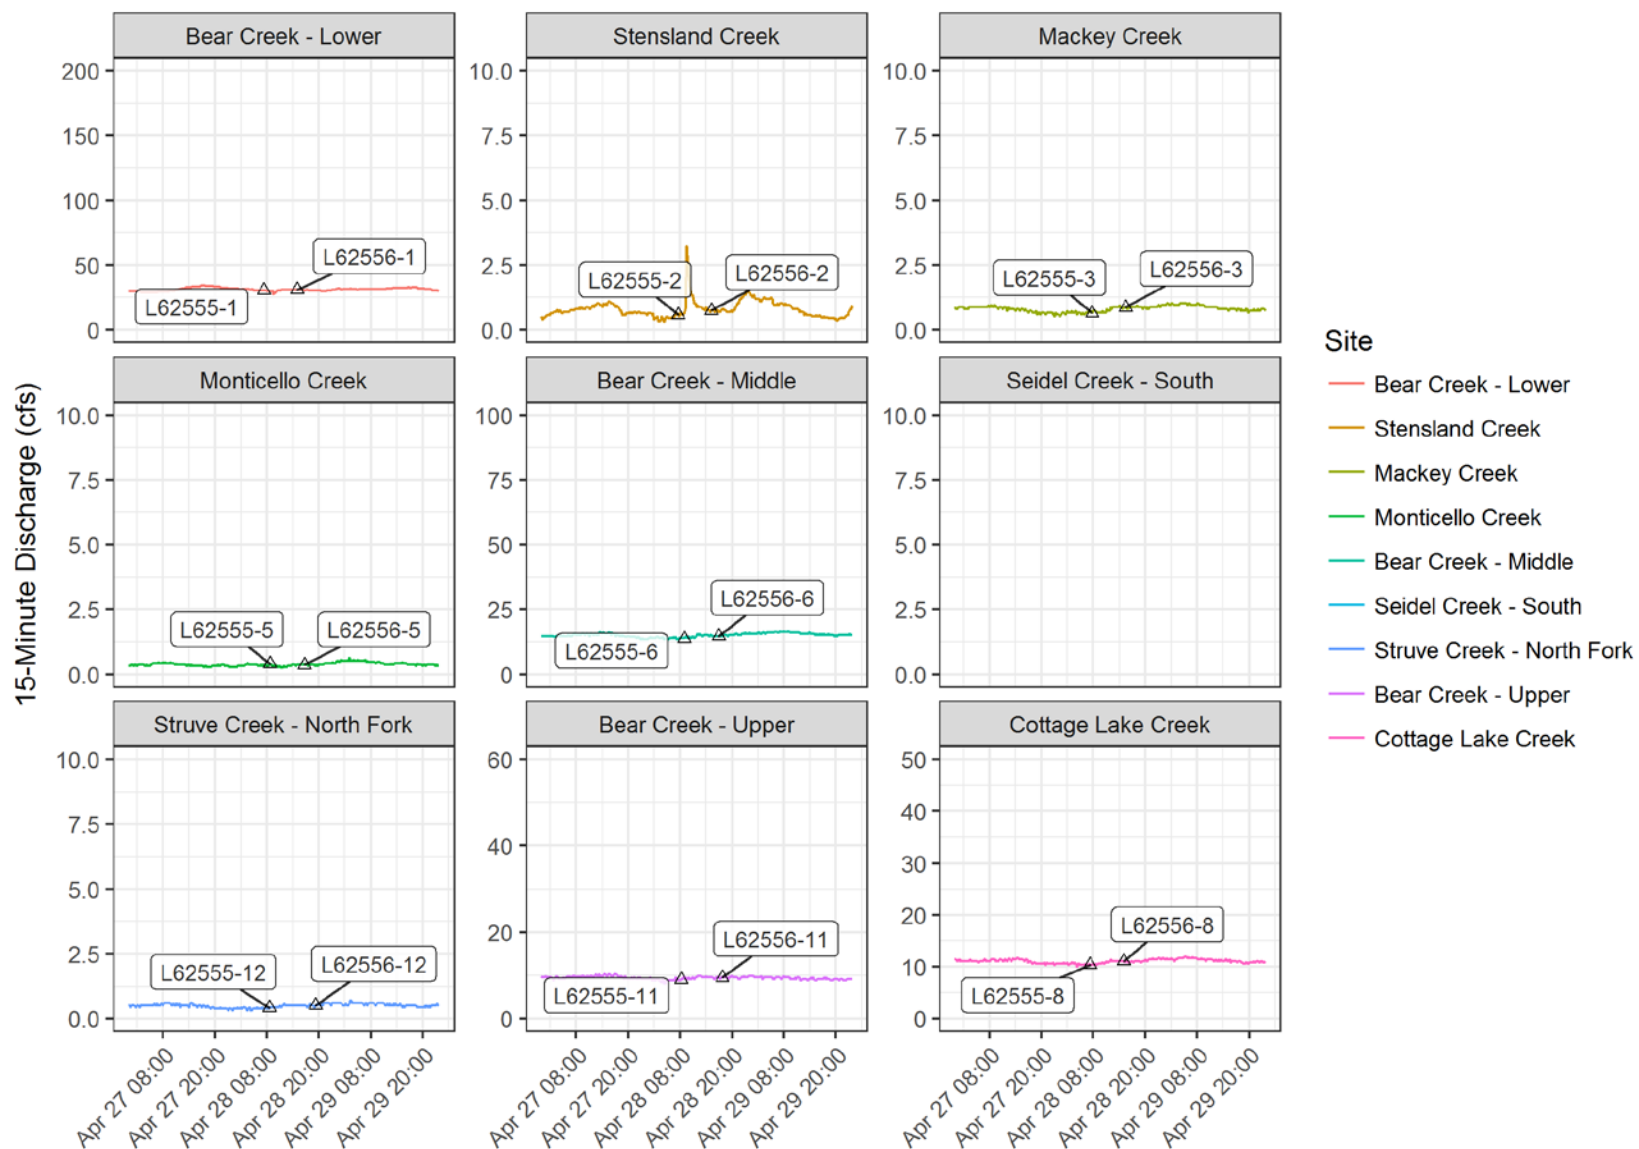 Bear Creek - Lower
Stensland Creek
Mackey Creek
200
150
100
50
0
L62555-1
L62556-1
10.0
7.5
5.0
2.5
0.0
L62555-2
L62556-2
10.0
7.5
5.0
2.5
0.0
L62555-3
L62556-3
Monticello Creek
Bear Creek - Middle
Seidel Creek - South
10.0
7.5
5.0
2.5
0.0
L62555-5
L62556-5
100
75
50
25
0
L62555-6
L62556-6
10.0
7.5
5.0
2.5
0.0
Struve Creek - North Fork
Bear Creek - Upper
Cottage Lake Creek
10.0
7.5
5.0
2.5
0.0
L62555-12
L62556-12
60
40
20
0
L62555-11
L62556-11
50
40
30
20
10
0
L62555-8
L62556-8
Apr 27 08:00
Apr 27 20:00
Apr 28 08:00
Apr 28 20:00
Apr 29 08:00
Apr 29 20:00
Apr 27 08:00
Apr 27 20:00
Apr 28 08:00
Apr 28 20:00
Apr 29 08:00
Apr 29 20:00
Apr 27 08:00
Apr 27 20:00
Apr 28 08:00
Apr 28 20:00
Apr 29 08:00
Apr 29 20:00
15-Minute Discharge (cfs)
Site
Bear Creek - Lower
Stensland Creek
Mackey Creek
Monticello Creek
Bear Creek - Middle
Seidel Creek - South
Struve Creek - North Fork
Bear Creek - Upper
Cottage Lake Creek